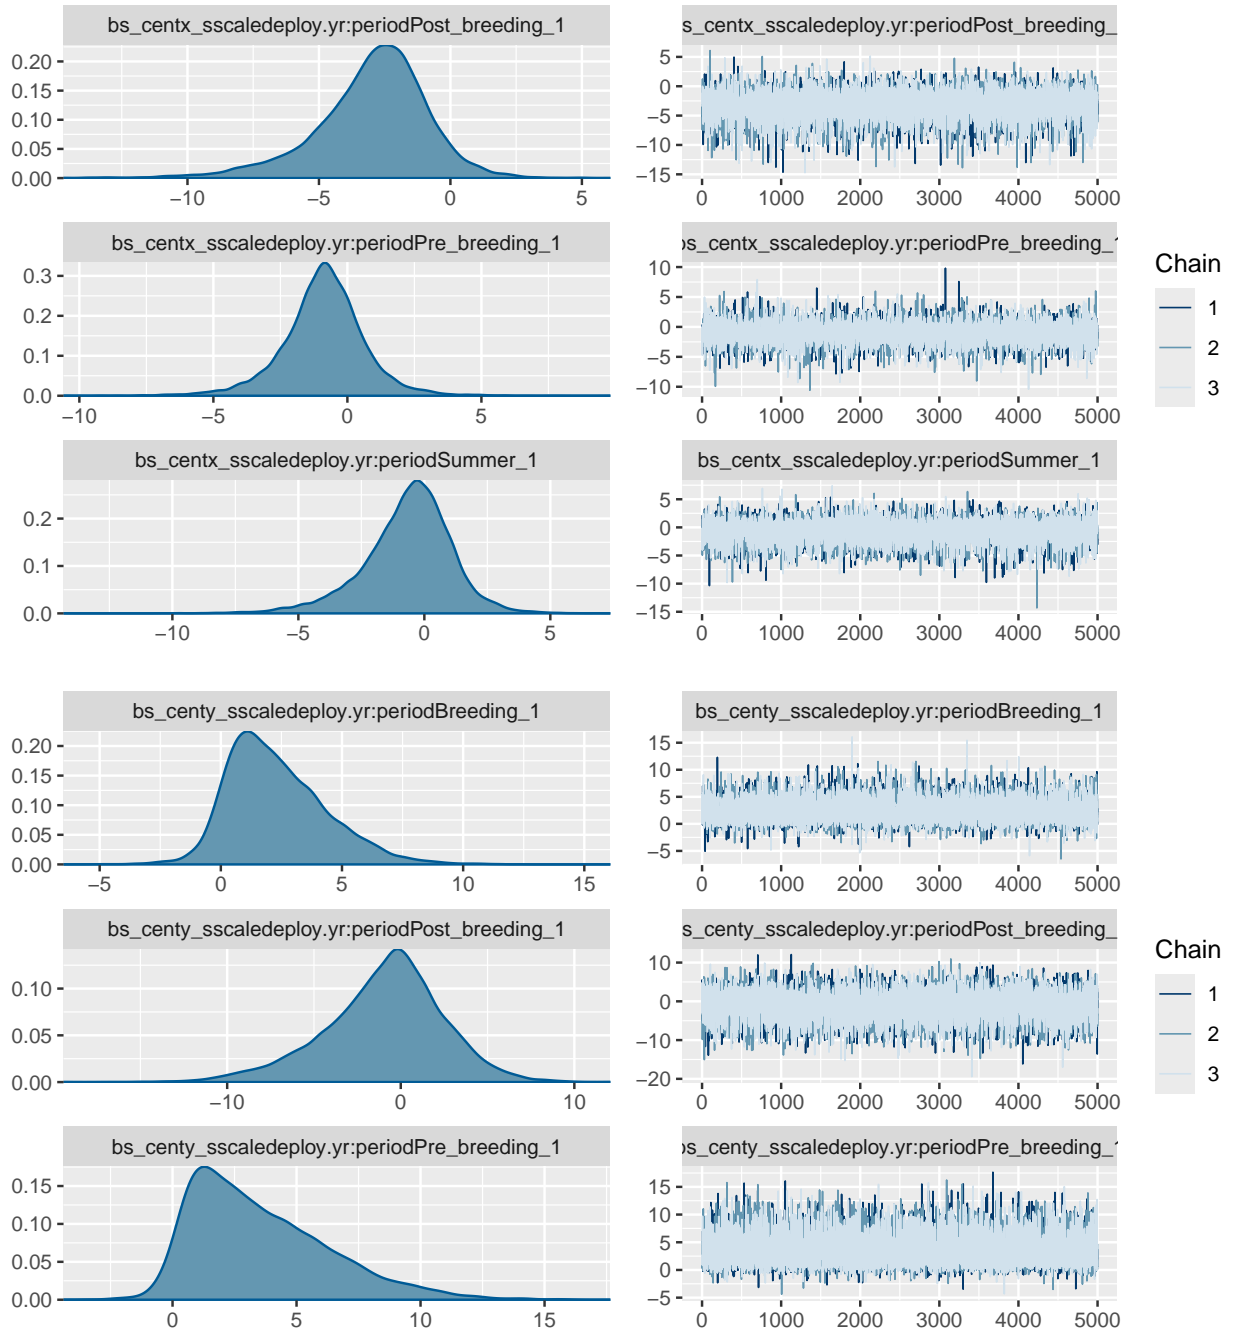 bs_centx_sscaledeploy.yr:periodPost_breeding_1
s_centx_sscaledeploy.yr:periodPost_breeding_
0.20
0.15
0.10
0.05
0.00
−10 −5 0 5
5
0
−5
−10
−15
0 1000 2000 3000 4000 5000
bs_centx_sscaledeploy.yr:periodPre_breeding_1
bs_centx_sscaledeploy.yr:periodPre_breeding_1
0.3
0.2
0.1
0.0
−10 −5 0 5
10
5
0
−5
−10
0 1000 2000 3000 4000 5000
Chain
1
2
3
bs_centx_sscaledeploy.yr:periodSummer_1
bs_centx_sscaledeploy.yr:periodSummer_1
0.2
0.1
0.0
−10 −5 0 5
5
0
−5
−10
−15
0 1000 2000 3000 4000 5000
bs_centy_sscaledeploy.yr:periodBreeding_1
bs_centy_sscaledeploy.yr:periodBreeding_1
0.20
0.15
0.10
0.05
0.00
−5 0 5 10 15
15
10
5
0
−5
0 1000 2000 3000 4000 5000
bs_centy_sscaledeploy.yr:periodPost_breeding_1
s_centy_sscaledeploy.yr:periodPost_breeding_
0.10
0.05
0.00
−10 0 10
10
0
−10
−20
0 1000 2000 3000 4000 5000
Chain
1
2
3
bs_centy_sscaledeploy.yr:periodPre_breeding_1
bs_centy_sscaledeploy.yr:periodPre_breeding_1
0.15
0.10
0.05
0.00
0 5 10 15
15
10
5
0
−5
0 1000 2000 3000 4000 5000